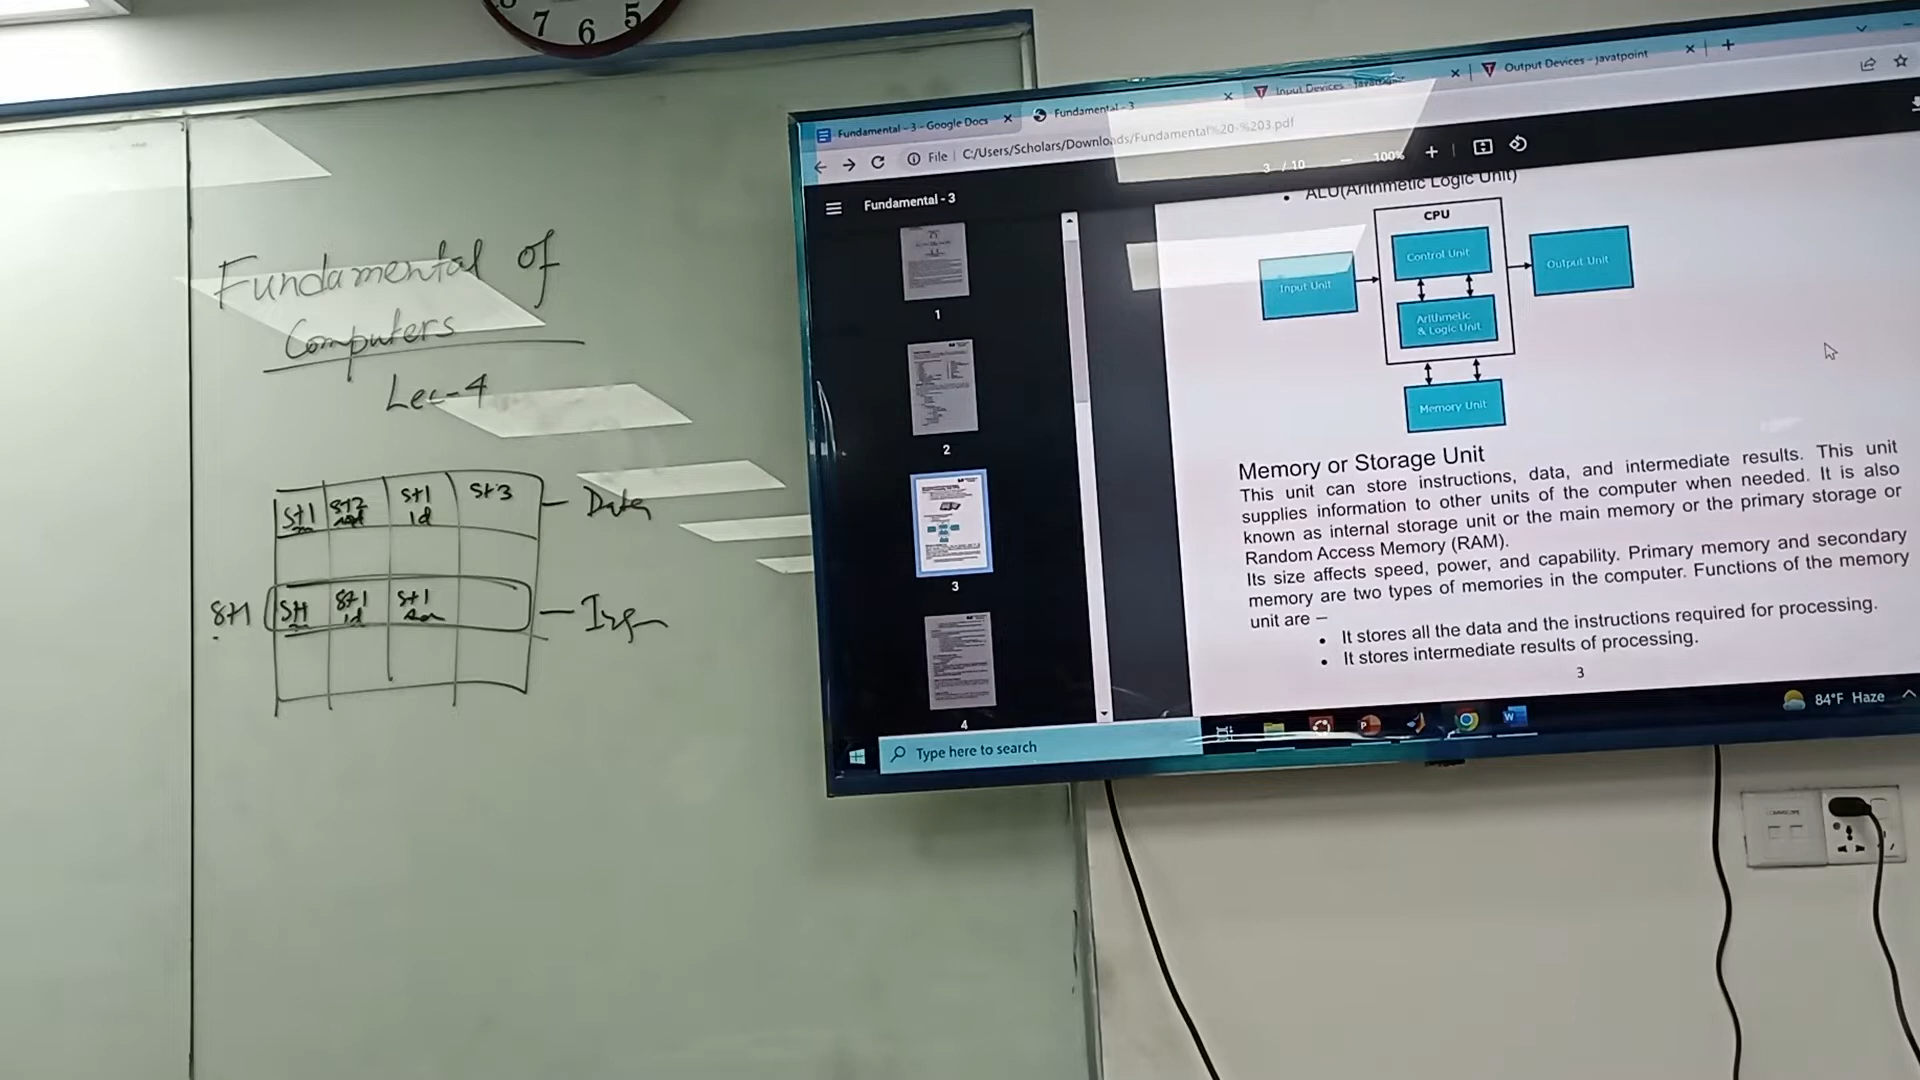 7 6 5
Fundamental of
Computers
Lec-4
St1 St2 St1 St3 - Data
id
St1 St1 St1 St1
id
Fundamental - 3 - Google Docs
Fundamental - 3
Input Devices - Javatpoint
Output Devices - javatpoint
File C:/Users/Scholars/Downloads/Fundamental%20-%203.pdf
Fundamental - 3
3 / 10
100%
1
2
3
4
• ALU(Arithmetic Logic Unit)
CPU
Control Unit
Input Unit
Output Unit
Arithmetic
& Logic Unit
Memory Unit
Memory or Storage Unit
This unit can store instructions, data, and intermediate results. This unit
supplies information to other units of the computer when needed. It is also
known as internal storage unit or the main memory or the primary storage or
Random Access Memory (RAM).
Its size affects speed, power, and capability. Primary memory and secondary
memory are two types of memories in the computer. Functions of the memory
unit are –
• It stores all the data and the instructions required for processing.
• It stores intermediate results of processing.
3
Type here to search
84°F Haze